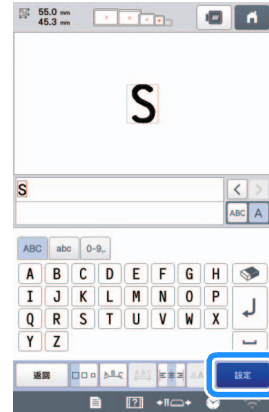 55.0 mm
45.3 mm
S
S
ABC A
ABC abc 0-9,.
A B C D E F G H
I J K L M N O P
Q R S T U V W X
Y Z
返回 設定